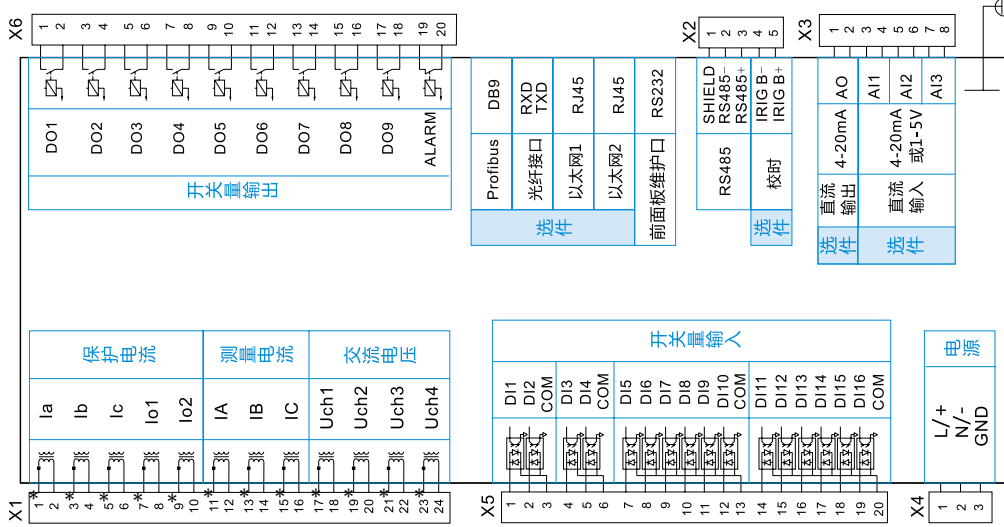 X6
1 2 3 4 5 6 7 8 9 10 11 12 13 14 15 16 17 18 19 20
DO1
DO2
DO3
DO4
DO5
DO6
DO7
DO8
DO9
ALARM
开关量输出
Profibus DB9
光纤接口 RXD TXD
以太网1 RJ45
以太网2 RJ45
选件
前面板维护口 RS232
X2
1 2 3 4 5
SHIELD
RS485-
RS485+
IRIG B-
IRIG B+
RS485
校时
选件
X3
1 2 3 4 5 6 7 8
AO
AI1
AI2
AI3
4-20mA
4-20mA
或1-5V
直流
输出
直流
输入
选件
选件
X1
1* 2 3* 4 5* 6 7* 8 9* 10 11* 12 13* 14 15* 16 17* 18 19* 20 21* 22 23* 24
Ia
Ib
Ic
Io1
Io2
IA
IB
IC
Uch1
Uch2
Uch3
Uch4
保护电流
测量电流
交流电压
X5
1 2 3 4 5 6 7 8 9 10 11 12 13 14 15 16 17 18 19 20
DI1
DI2
COM
DI3
DI4
COM
DI5
DI6
DI7
DI8
DI9
DI10
COM
DI11
DI12
DI13
DI14
DI15
DI16
COM
开关量输入
X4
1 2 3
L/+
N/-
GND
电源